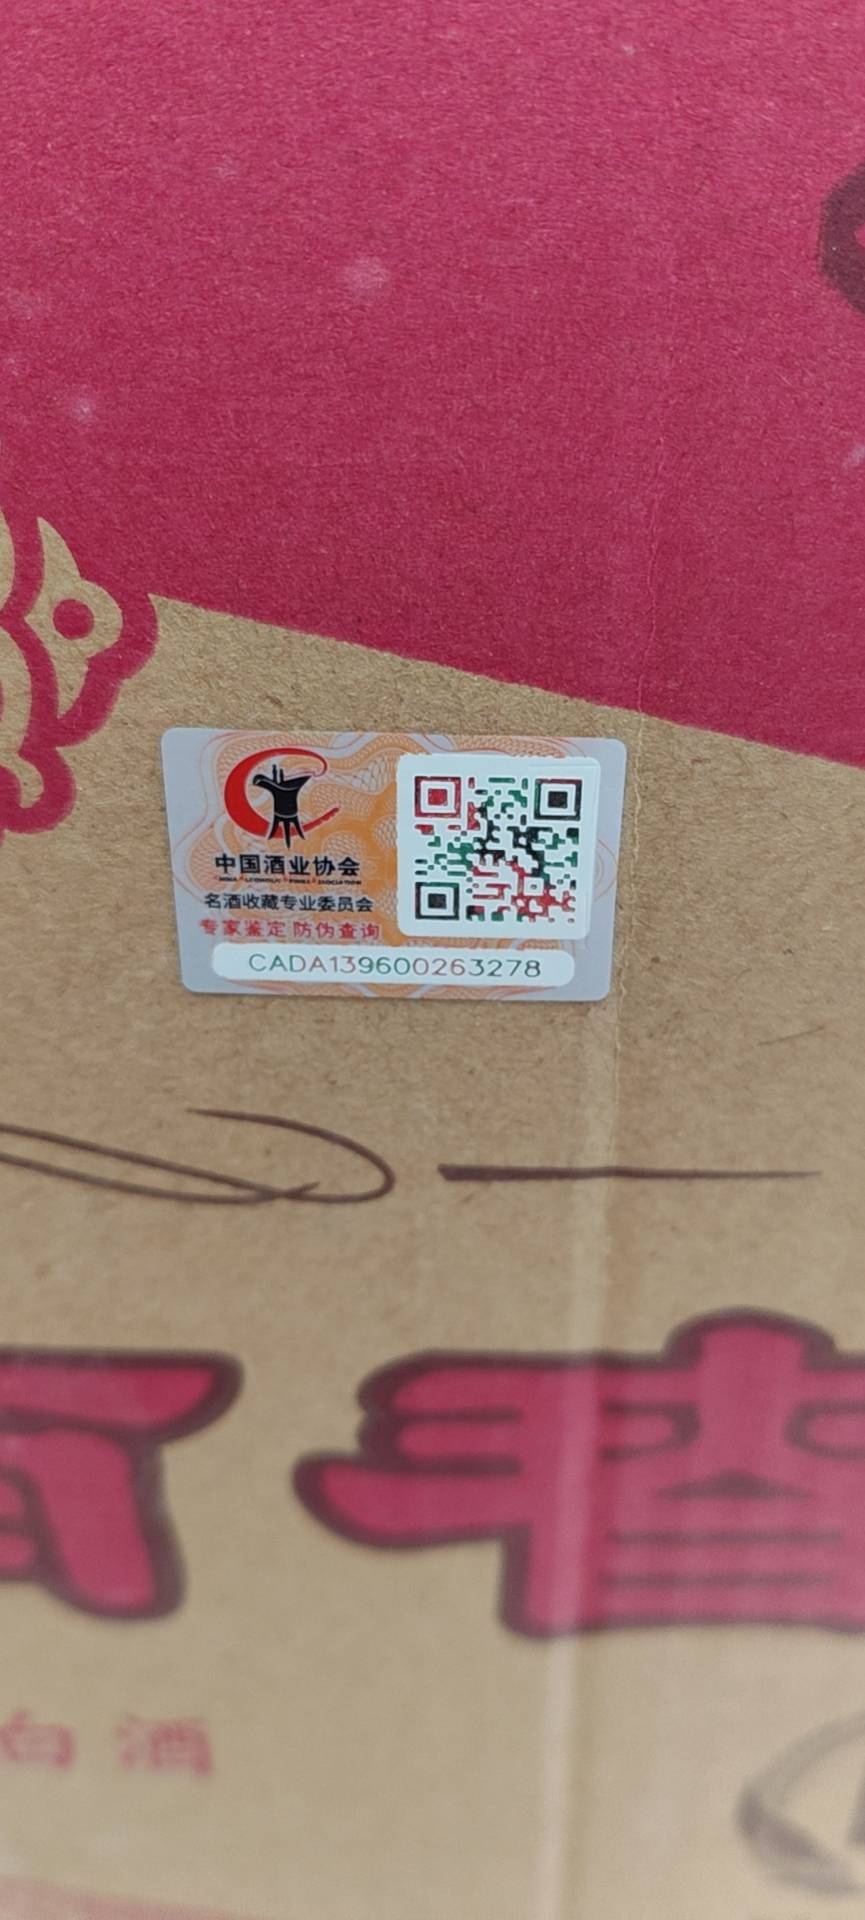 中国酒业协会
名酒收藏专业委员会
专家鉴定 防伪查询
CADA139600263278
白酒